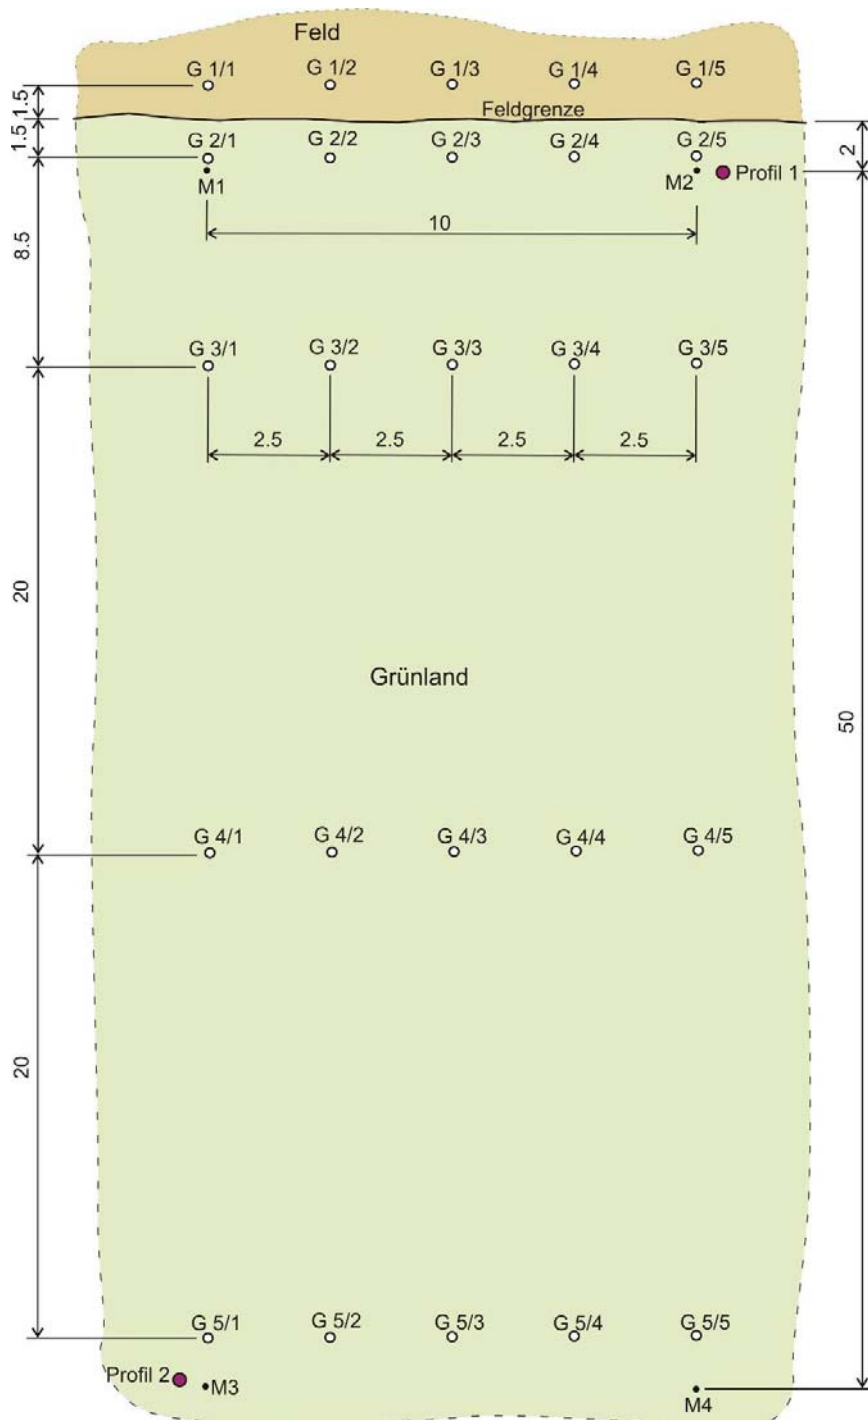 Feld
G 1/1 G 1/2 G 1/3 G 1/4 G 1/5
1.5
Feldgrenze
1.5
G 2/1 G 2/2 G 2/3 G 2/4 G 2/5
2
M1 M2 Profil 1
10
8.5
G 3/1 G 3/2 G 3/3 G 3/4 G 3/5
2.5 2.5 2.5 2.5
20
Grünland
50
G 4/1 G 4/2 G 4/3 G 4/4 G 4/5
20
G 5/1 G 5/2 G 5/3 G 5/4 G 5/5
Profil 2
M3
M4